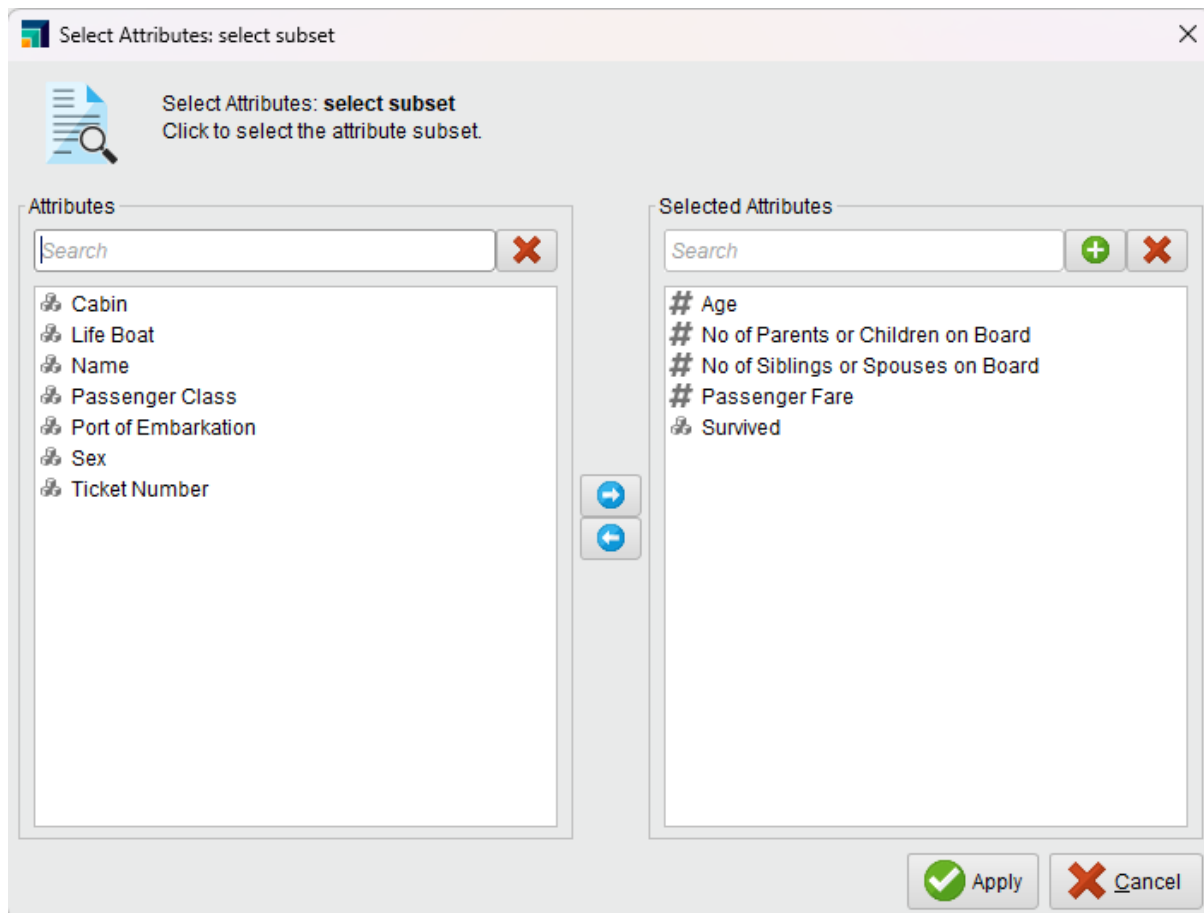 Select Attributes: select subset
Select Attributes: select subset
Click to select the attribute subset.
Attributes
Search
Cabin
Life Boat
Name
Passenger Class
Port of Embarkation
Sex
Ticket Number
Selected Attributes
Search
Age
No of Parents or Children on Board
No of Siblings or Spouses on Board
Passenger Fare
Survived
Apply
Cancel